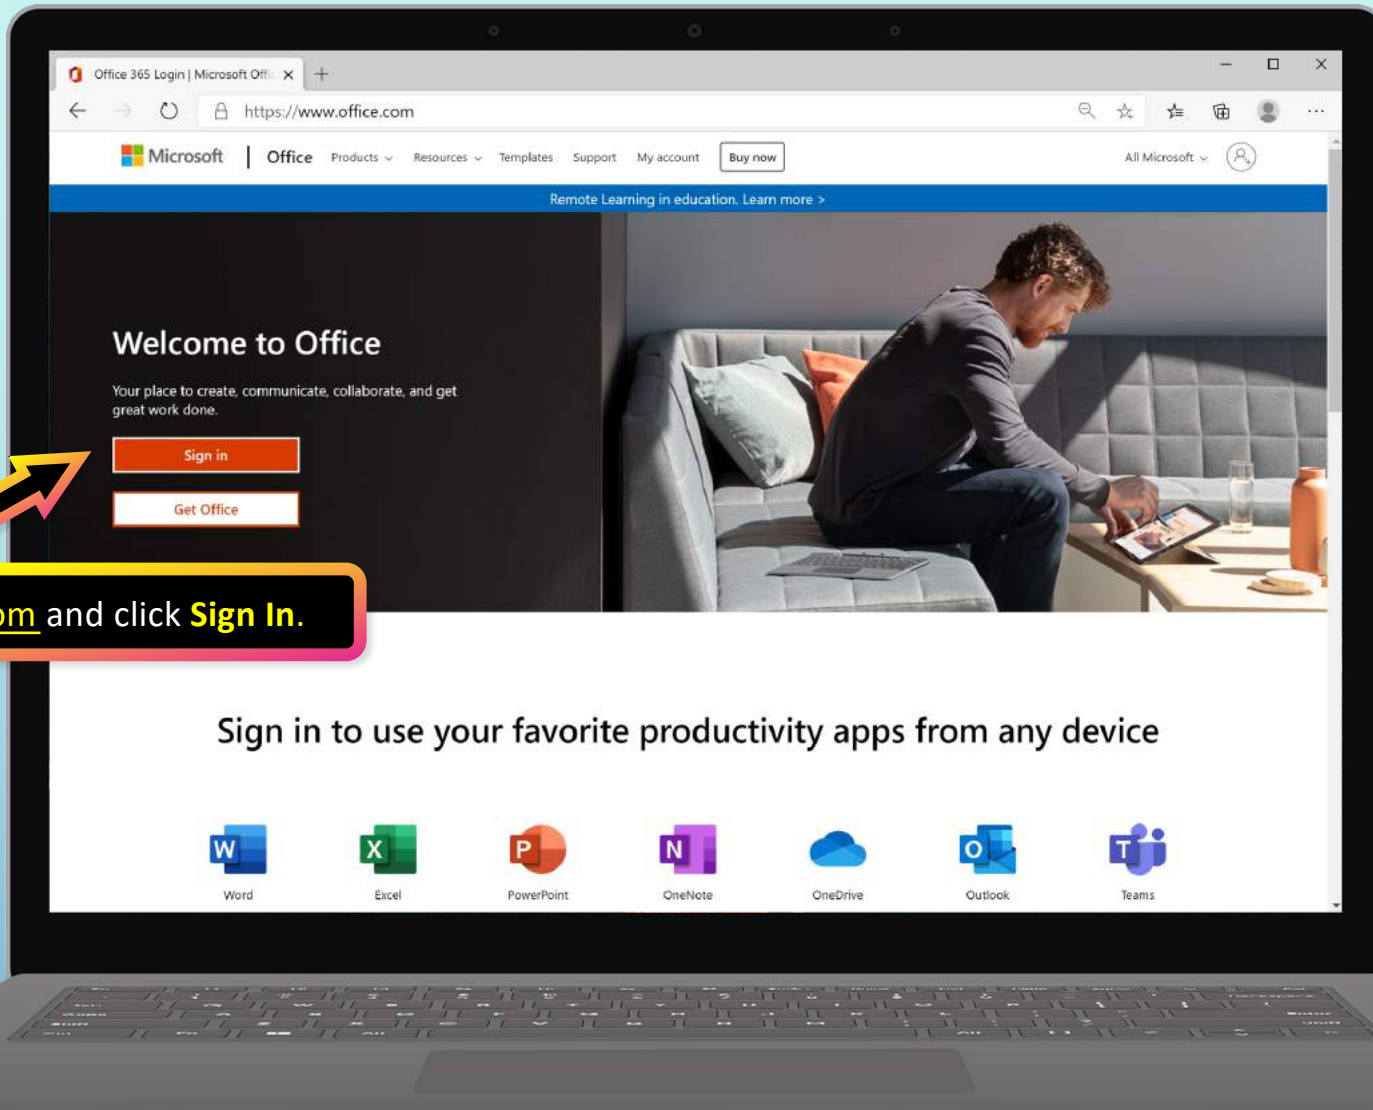 Office 365 Login | Microsoft Offi
https://www.office.com
Microsoft | Office Products Resources Templates Support My account Buy now All Microsoft
Remote Learning in education. Learn more >
Welcome to Office
Your place to create, communicate, collaborate, and get
great work done.
Sign in
Get Office
om and click Sign In.
Sign in to use your favorite productivity apps from any device
W X P N O T
Word Excel PowerPoint OneNote OneDrive Outlook Teams